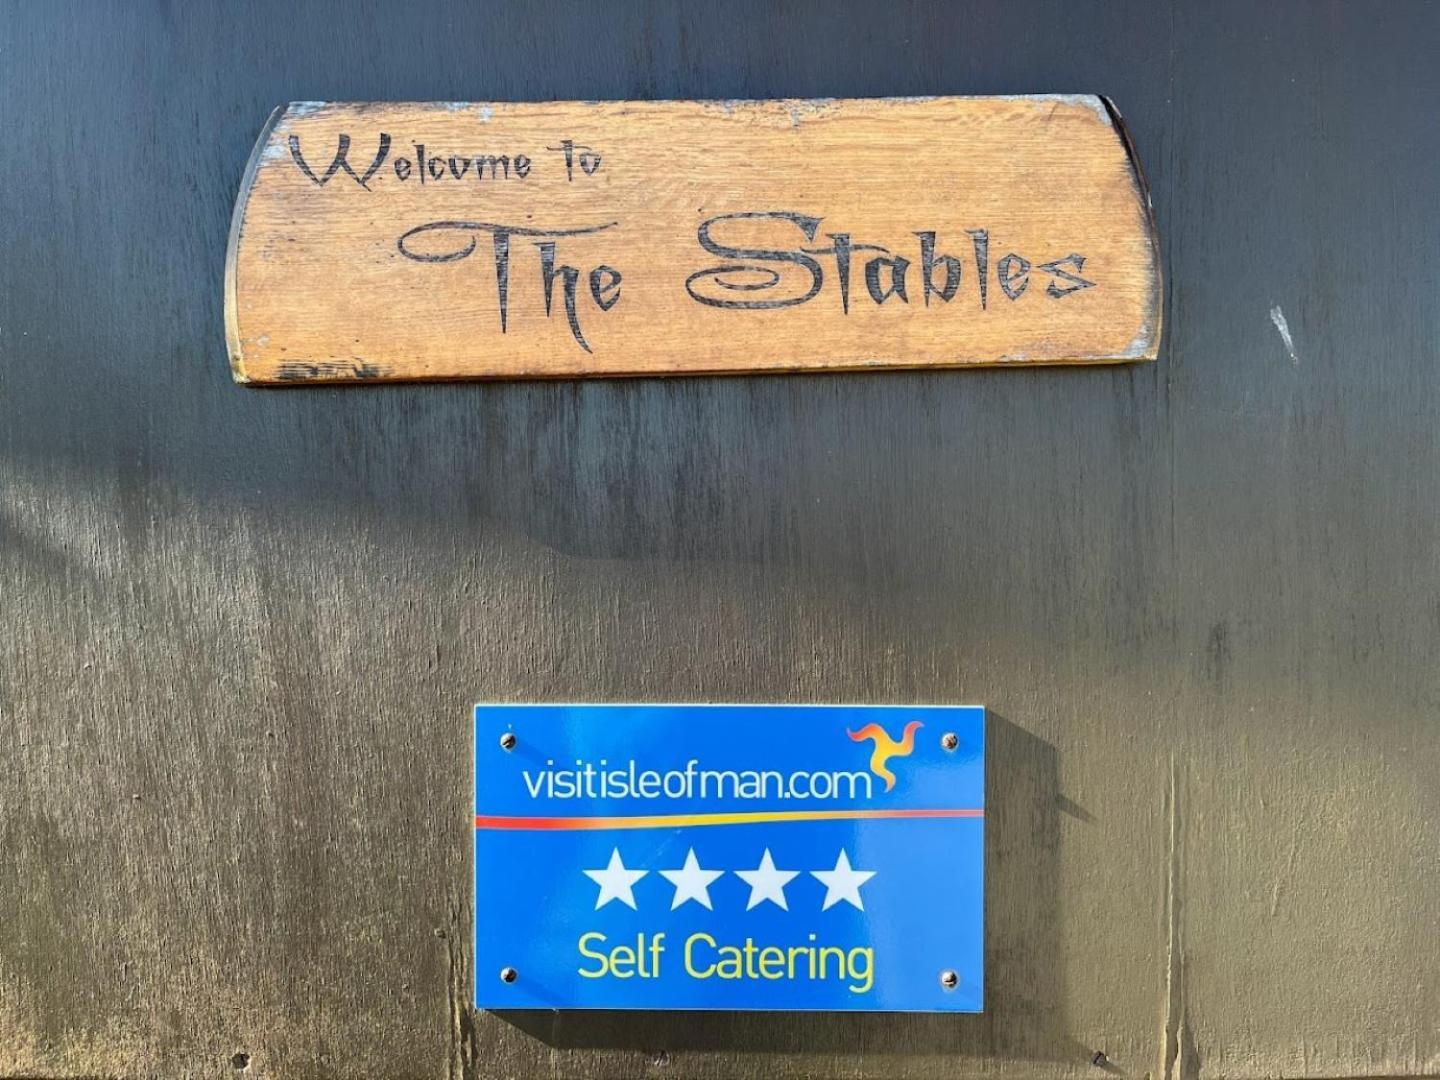 Welcome to
The Stables
visitisleofman.com
Self Catering